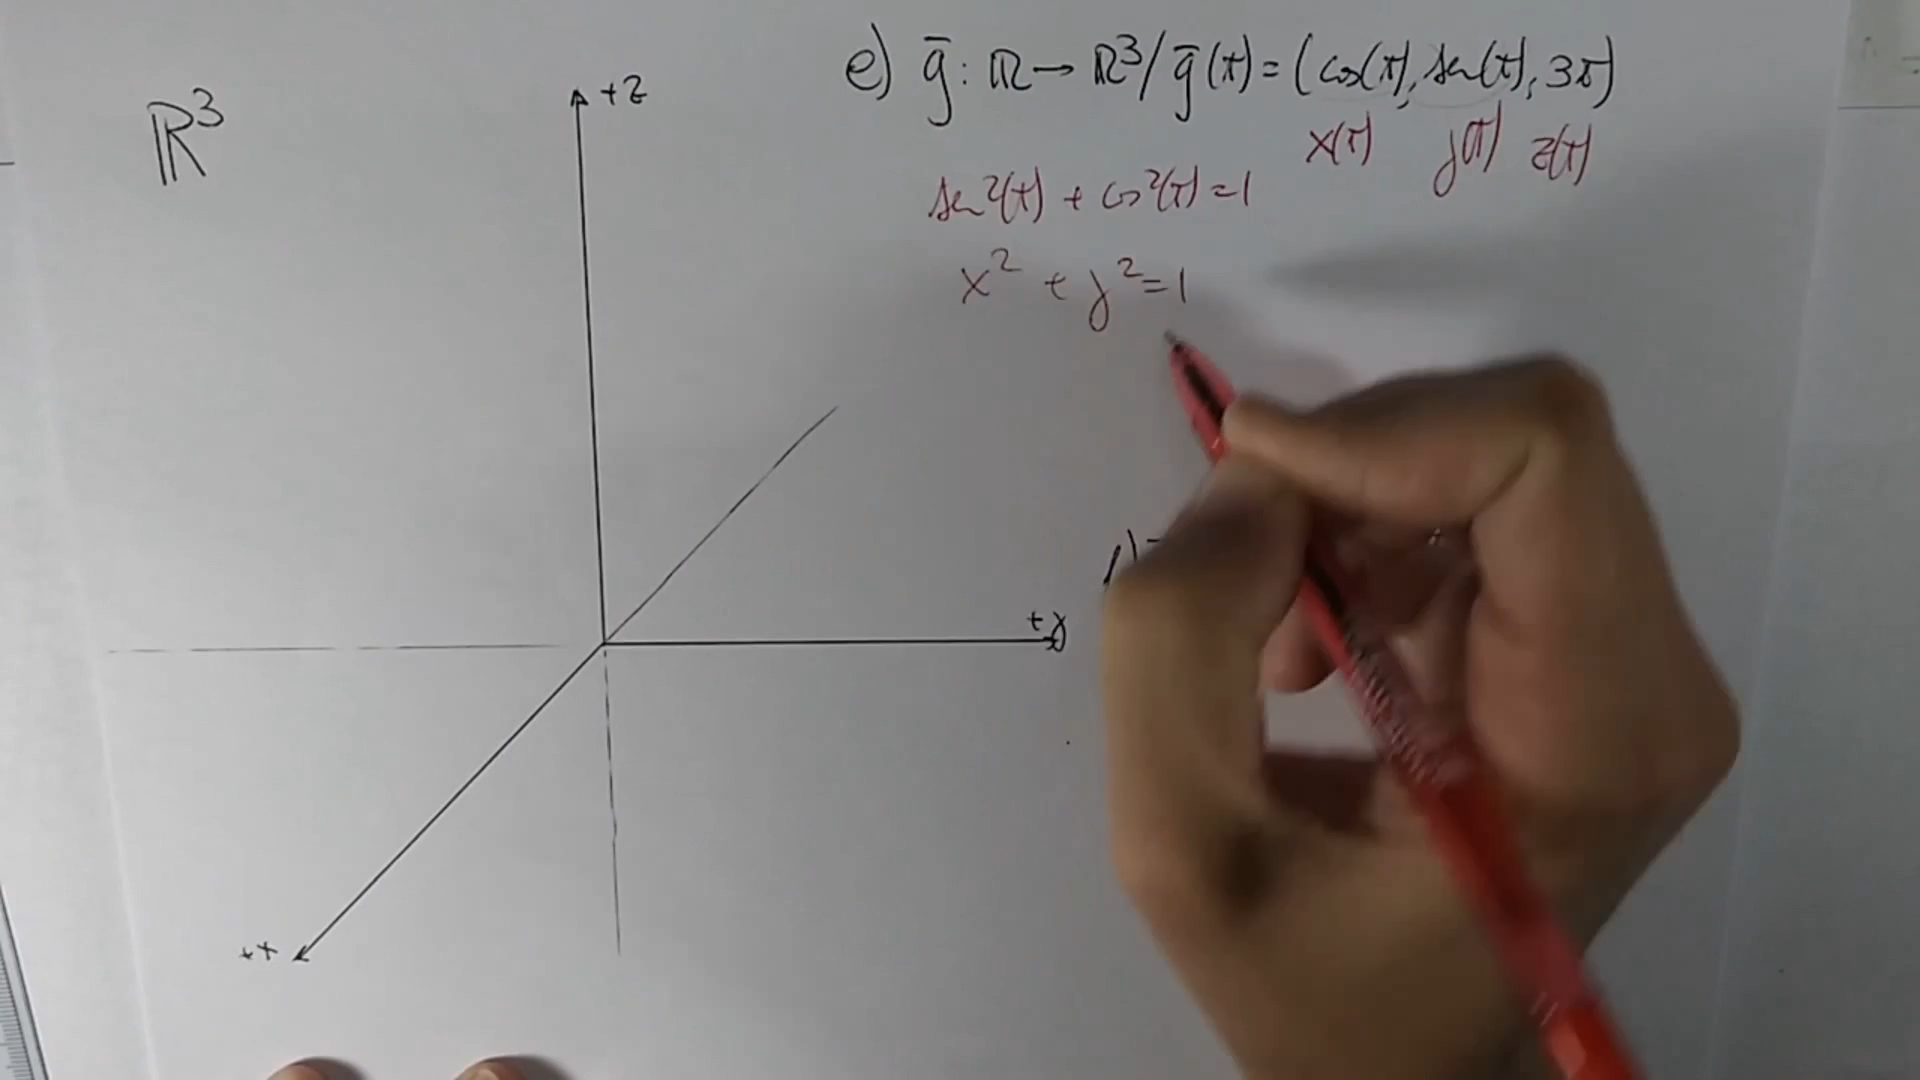 ℝ³
+z
e) ḡ: ℝ → ℝ³/ḡ(t) = (cos(t), sen(t), 3t)
x(t) y(t) z(t)
sen²(t) + cos²(t) = 1
x² + y² = 1
+y
+x